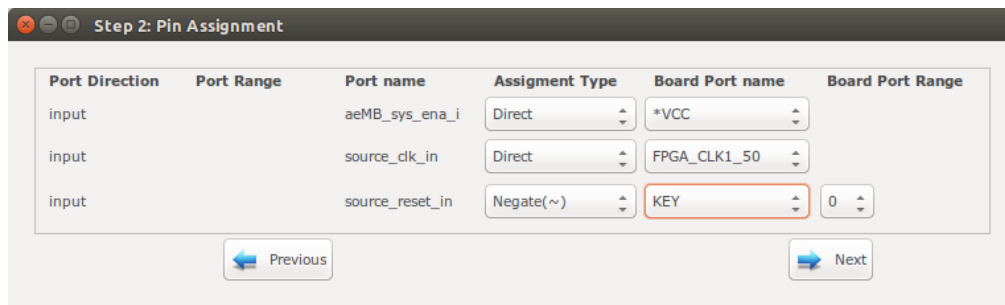 Step 2: Pin Assignment
Port Direction Port Range Port name Assigment Type Board Port name Board Port Range
input aeMB_sys_ena_i Direct *VCC
input source_clk_in Direct FPGA_CLK1_50
input source_reset_in Negate(~) KEY 0
Previous Next